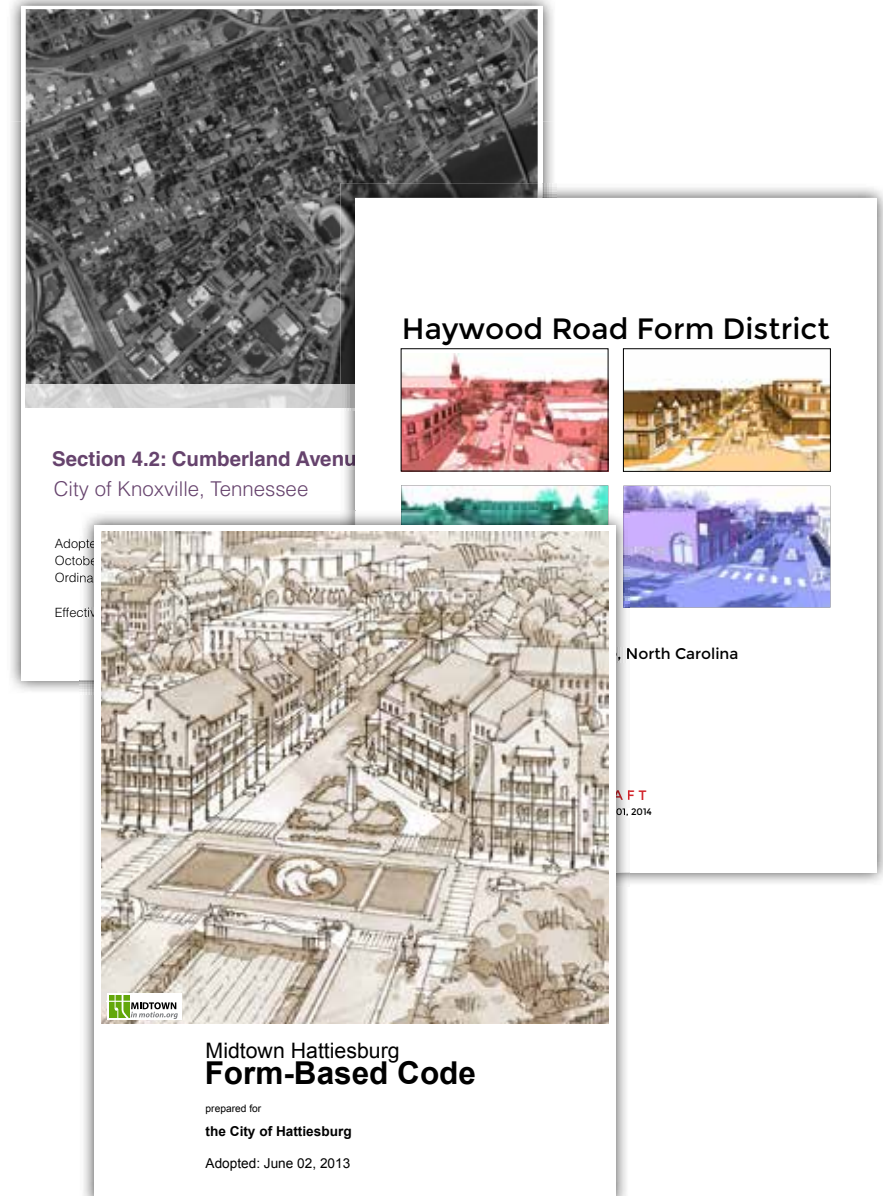 Section 4.2: Cumberland Avenu
City of Knoxville, Tennessee
Adopte
Octobe
Ordina
Effectiv
Haywood Road Form District
, North Carolina
AFT
01, 2014
MIDTOWN
in motion.org
Midtown Hattiesburg
Form-Based Code
prepared for
the City of Hattiesburg
Adopted: June 02, 2013